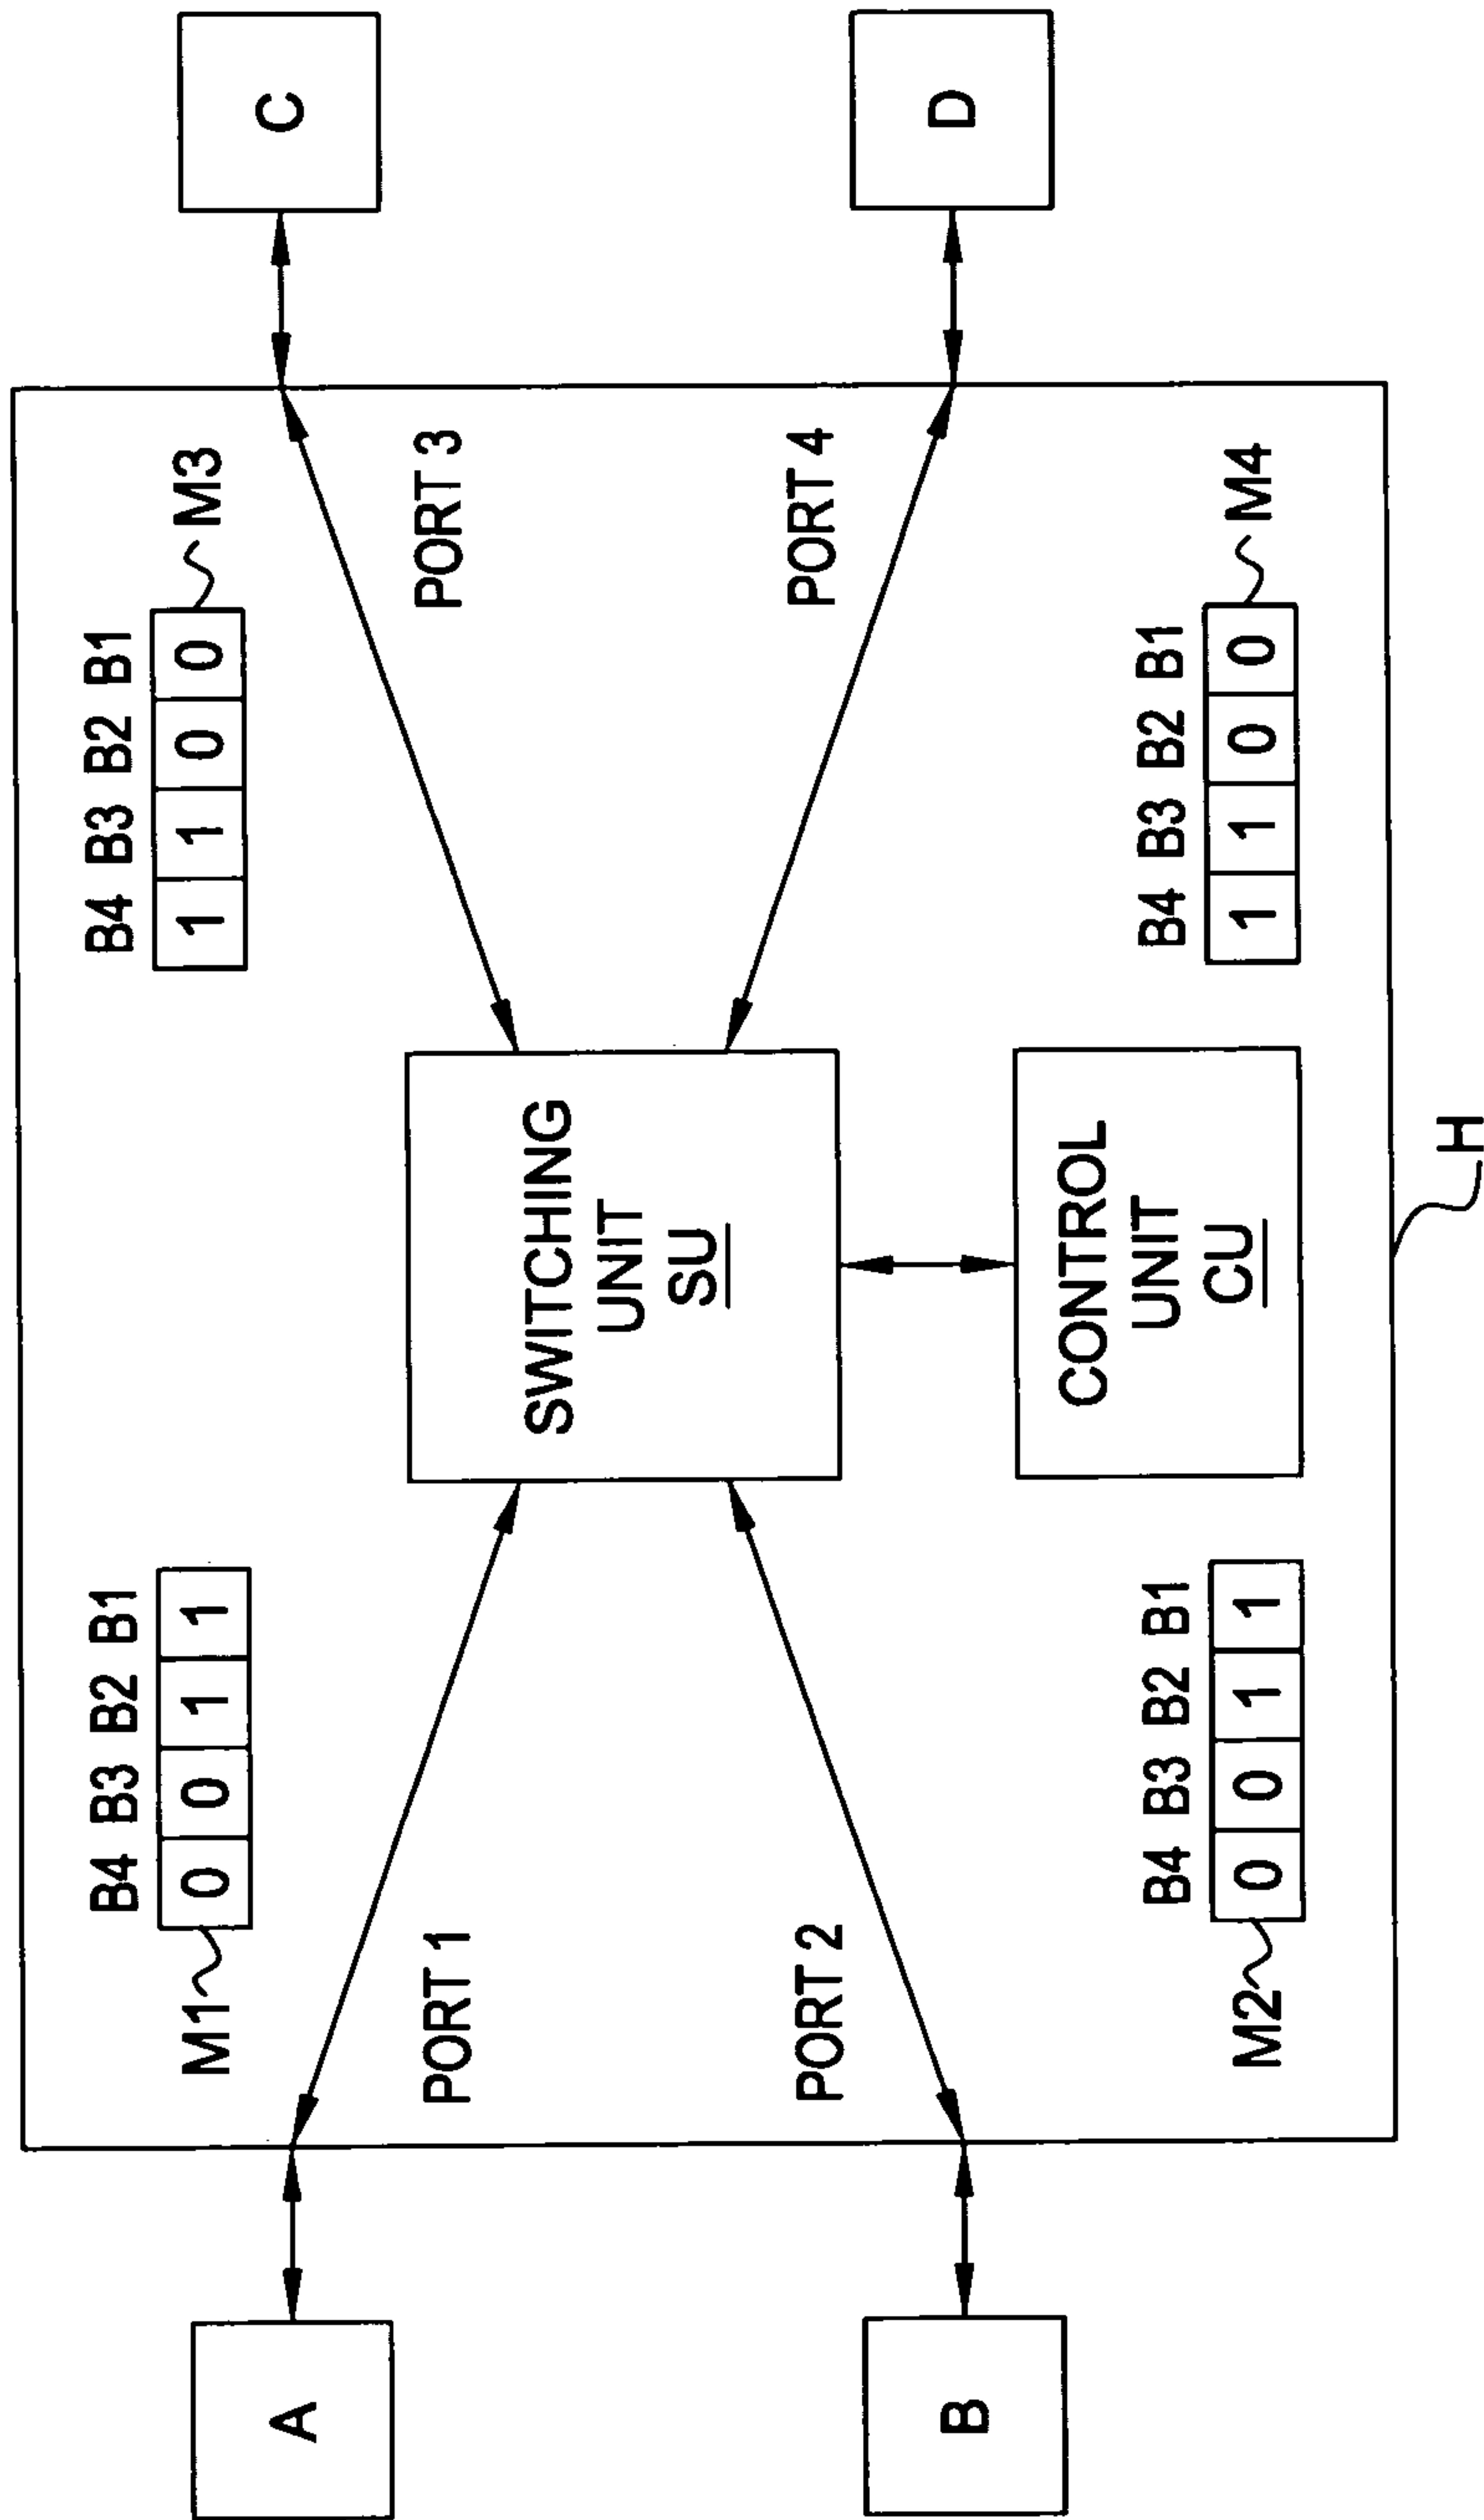 B4 B3 B2 B1
0 0 1 1
M1
B4 B3 B2 B1
1 1 0 0
M3
A
C
PORT 1
PORT 3
SWITCHING
UNIT
SU
PORT 2
PORT 4
B
D
CONTROL
UNIT
CU
B4 B3 B2 B1
0 0 1 1
M2
B4 B3 B2 B1
1 1 0 0
M4
H